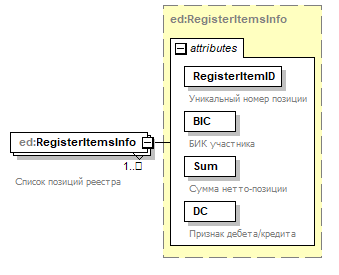 ed:RegisterItemsInfo
attributes
RegisterItemID
Уникальный номер позиции
BIC
БИК участника
ed:RegisterItemsInfo
1..
Список позиций реестра
Sum
Сумма нетто-позиции
DC
Признак дебета/кредита